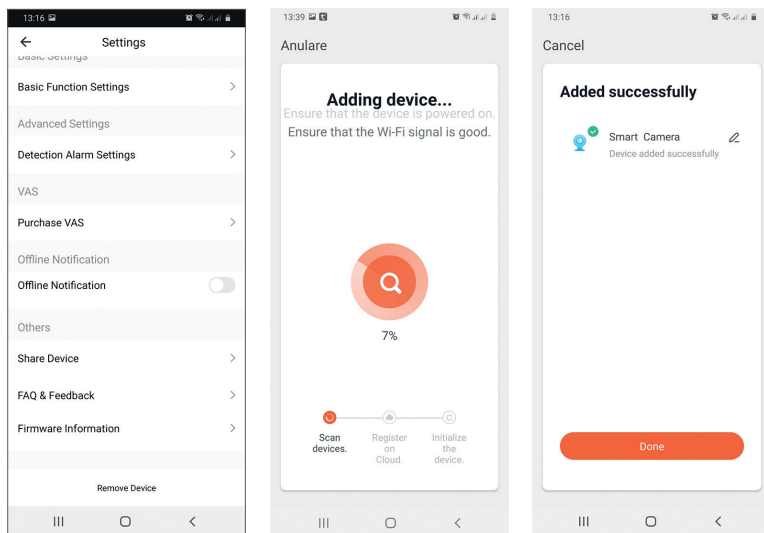 13:16
Settings
Basic Settings
Basic Function Settings
Advanced Settings
Detection Alarm Settings
VAS
Purchase VAS
Offline Notification
Offline Notification
Others
Share Device
FAQ & Feedback
Firmware Information
Remove Device
13:39
Anulare
Adding device...
Ensure that the device is powered on.
Ensure that the Wi-Fi signal is good.
7%
Scan
devices.
Register
on
Cloud.
Initialize
the
device.
13:16
Cancel
Added successfully
Smart Camera
Device added successfully
Done